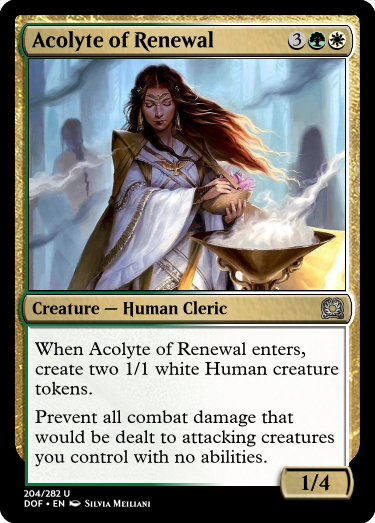 Acolyte of Renewal 3
Creature — Human Cleric
When Acolyte of Renewal enters,
create two 1/1 white Human creature
tokens.
Prevent all combat damage that
would be dealt to attacking creatures
you control with no abilities.
1/4
204/282 U
DOF • EN Silvia Meiliani